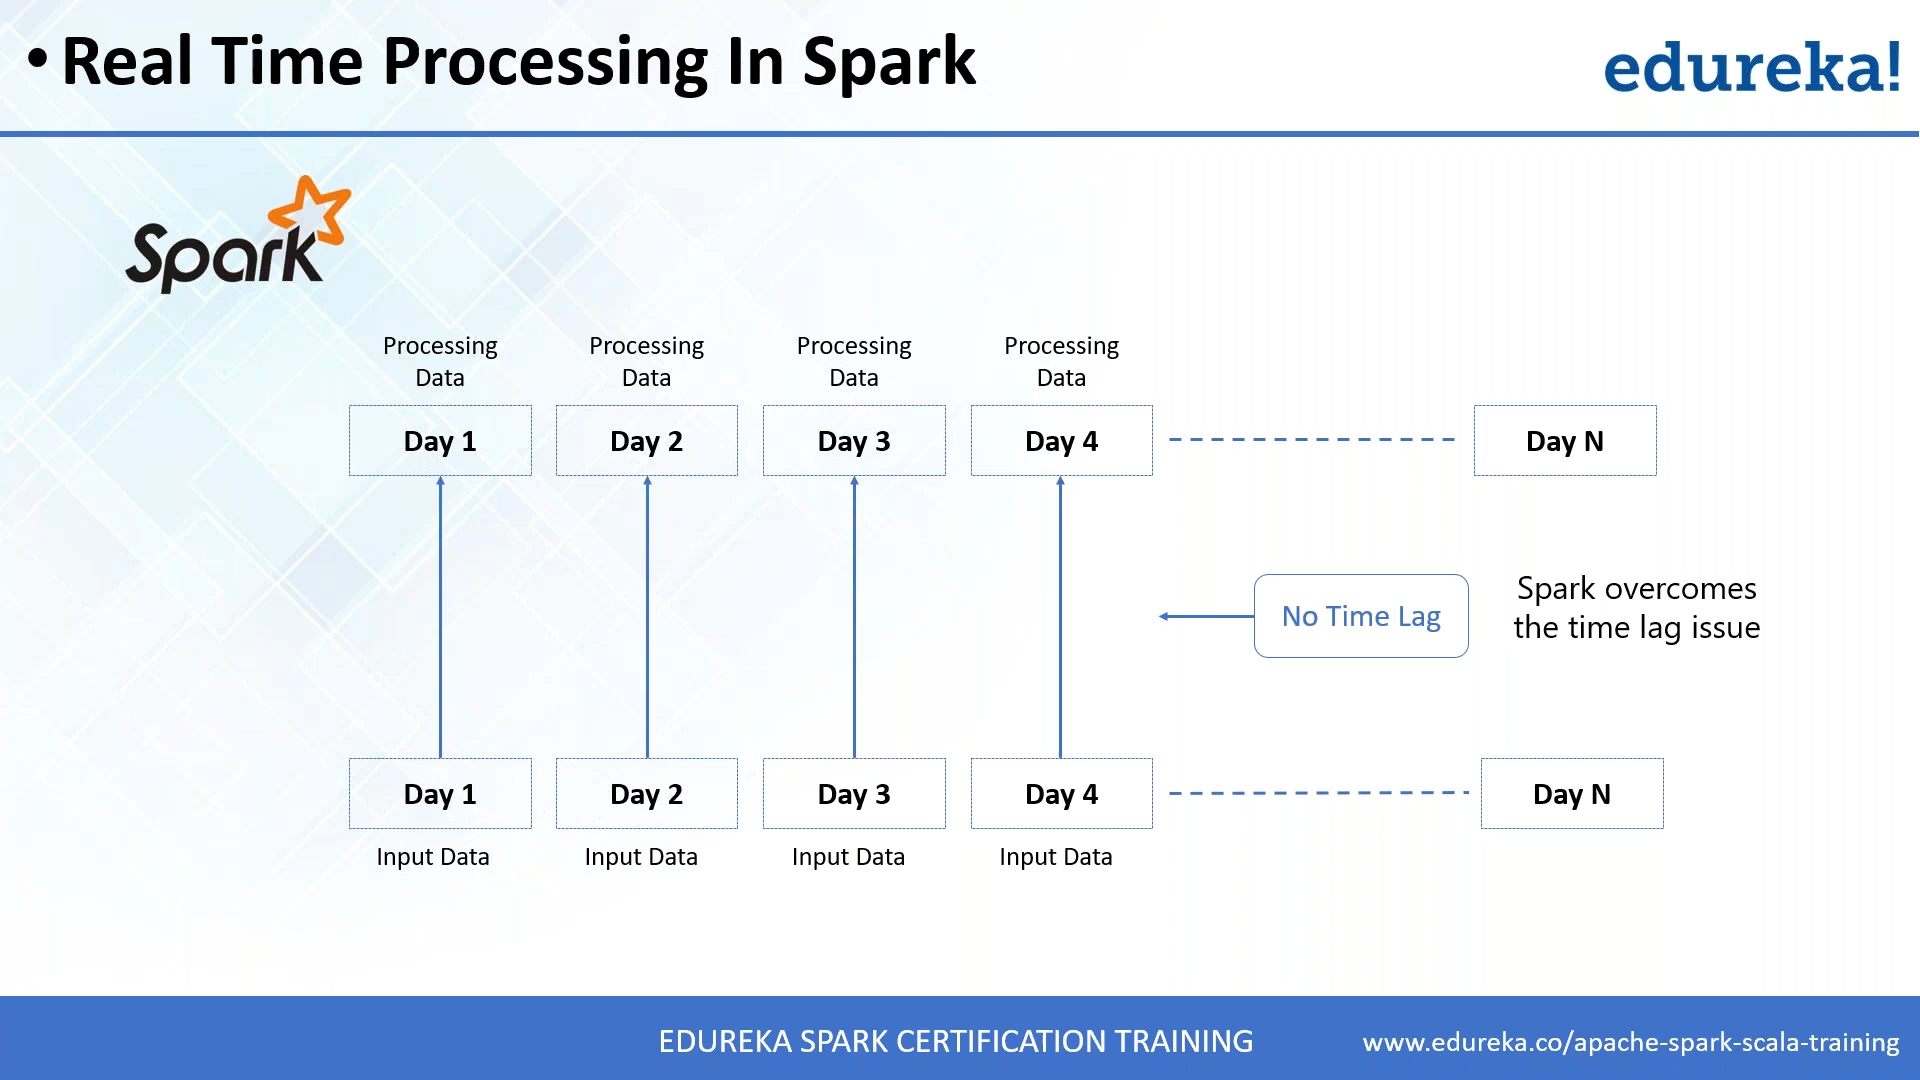 • Real Time Processing In Spark
edureka!
Spark
Processing Data
Processing Data
Processing Data
Processing Data
Day 1
Day 2
Day 3
Day 4
Day N
No Time Lag
Spark overcomes
the time lag issue
Day 1
Day 2
Day 3
Day 4
Day N
Input Data
Input Data
Input Data
Input Data
EDUREKA SPARK CERTIFICATION TRAINING
www.edureka.co/apache-spark-scala-training